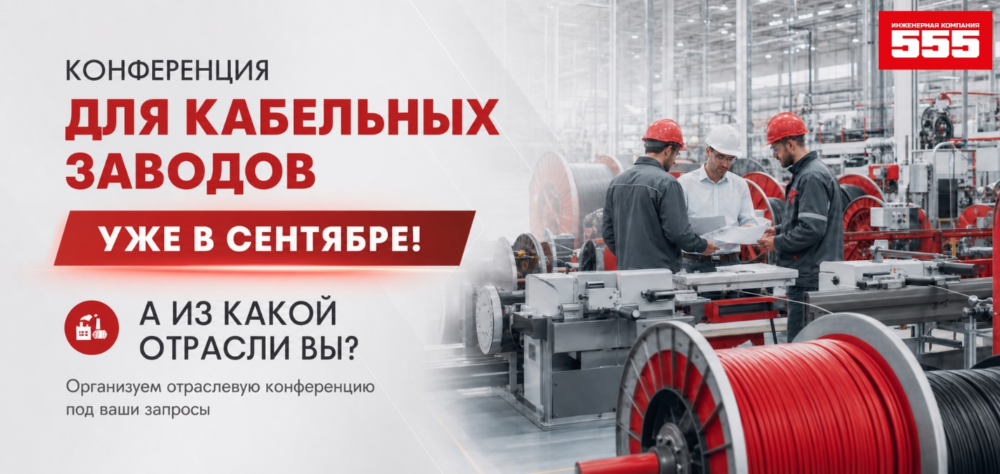 КОНФЕРЕНЦИЯ
ДЛЯ КАБЕЛЬНЫХ
ЗАВОДОВ
УЖЕ В СЕНТЯБРЕ!
А ИЗ КАКОЙ
ОТРАСЛИ ВЫ?
Организуем отраслевую конференцию
под ваши запросы
ИНЖЕНЕРНАЯ КОМПАНИЯ
555